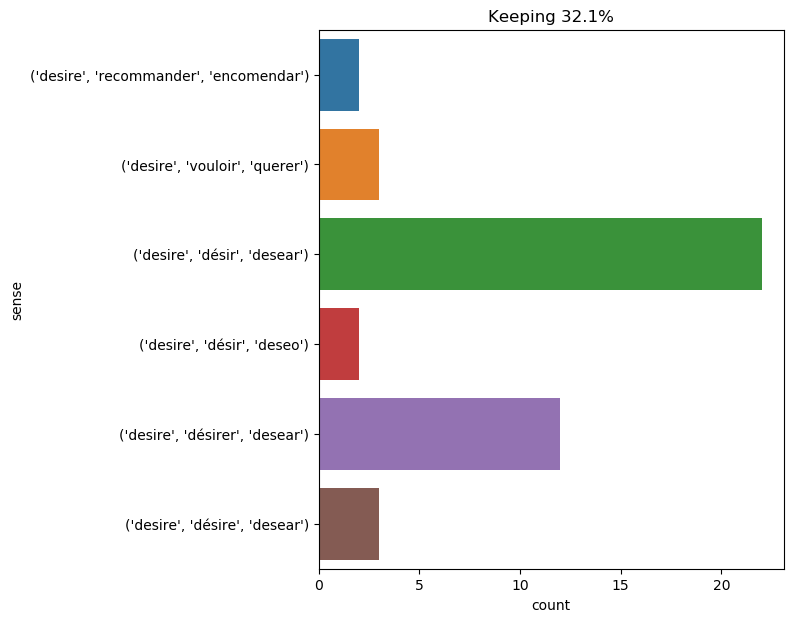 Keeping 32.1%
('desire', 'recommander', 'encomendar')
('desire', 'vouloir', 'querer')
('desire', 'désir', 'desear')
('desire', 'désir', 'deseo')
('desire', 'désirer', 'desear')
('desire', 'désire', 'desear')
sense
0 5 10 15 20
count